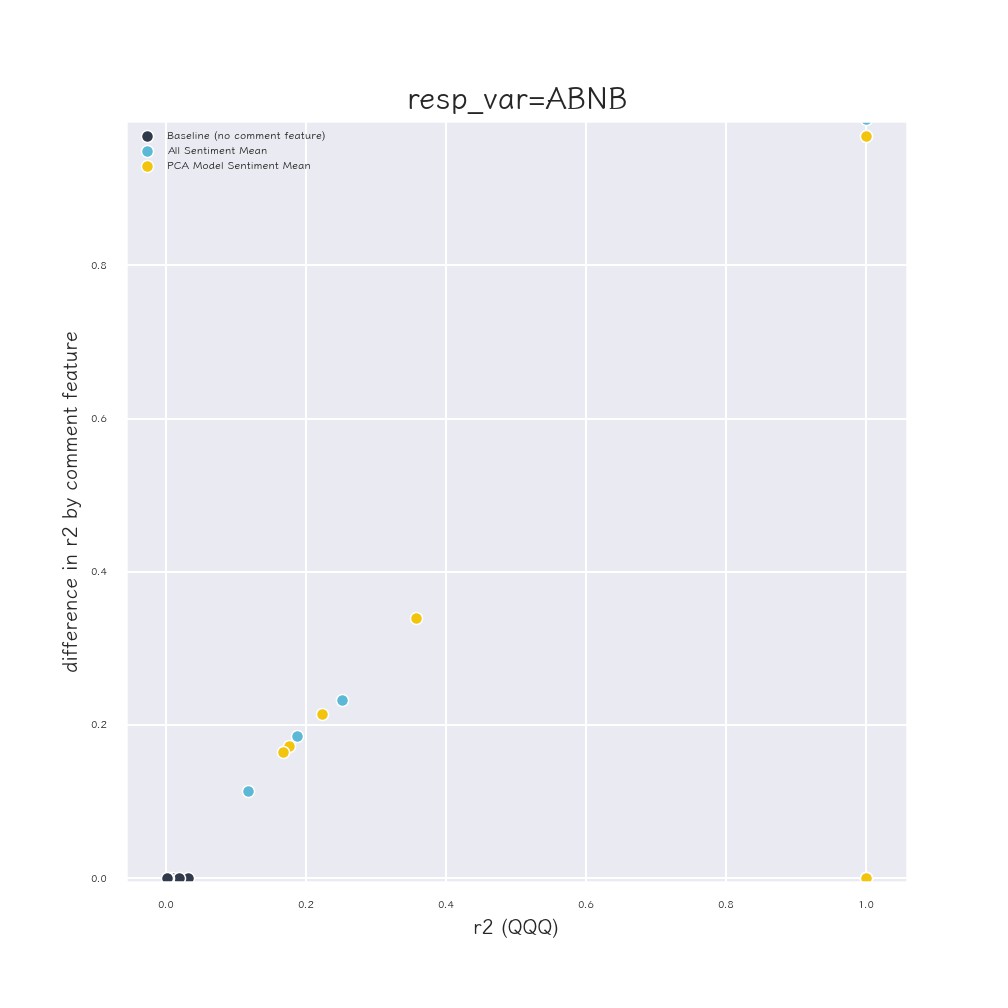 resp_var=ABNB
Baseline (no comment feature)
All Sentiment Mean
PCA Model Sentiment Mean
difference in r2 by comment feature
0.8
0.6
0.4
0.2
0.0
0.0 0.2 0.4 0.6 0.8 1.0
r2 (QQQ)